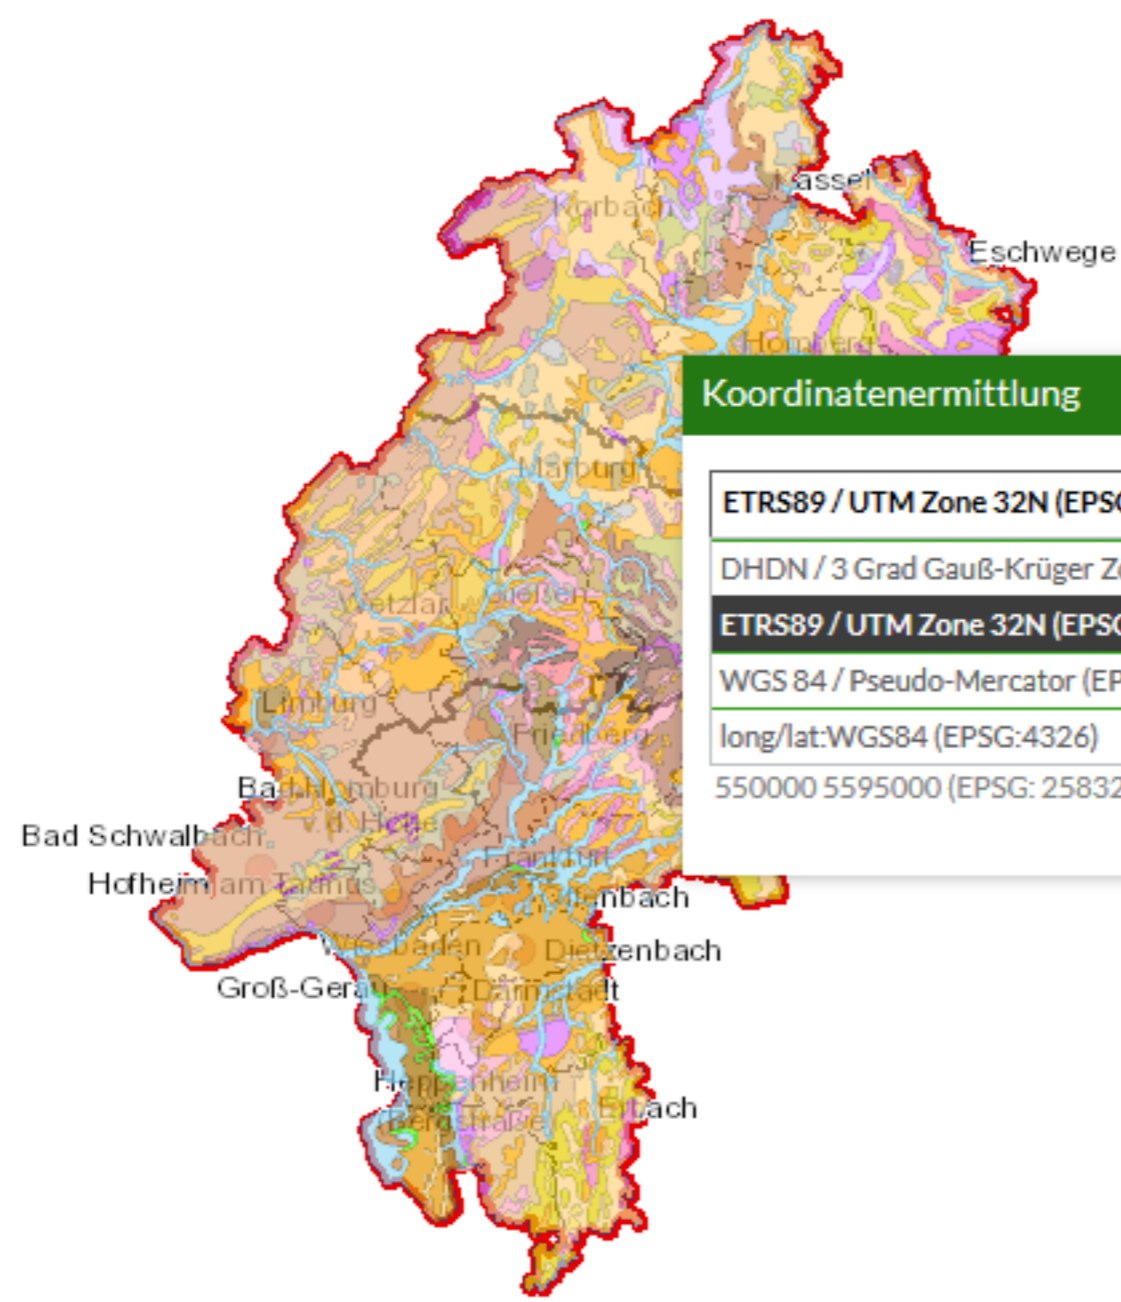 Kassel
Korbach
Eschwege
Homberg
Koordinatenermittlung
Marburg
ETRS89 / UTM Zone 32N (EPSG
DHDN / 3 Grad Gauß-Krüger Zo
Wetzlar
Gießen
ETRS89 / UTM Zone 32N (EPSG
WGS 84 / Pseudo-Mercator (EP
Limburg
Friedberg
long/lat:WGS84 (EPSG:4326)
Bad Homburg
v.d. Höhe
550000 5595000 (EPSG: 25832
Bad Schwalbach
Frankfurt
Hofheim am Taunus
Offenbach
Wiesbaden
Dietzenbach
Groß-Gerau
Darmstadt
Heppenheim
(Bergstraße
Erbach